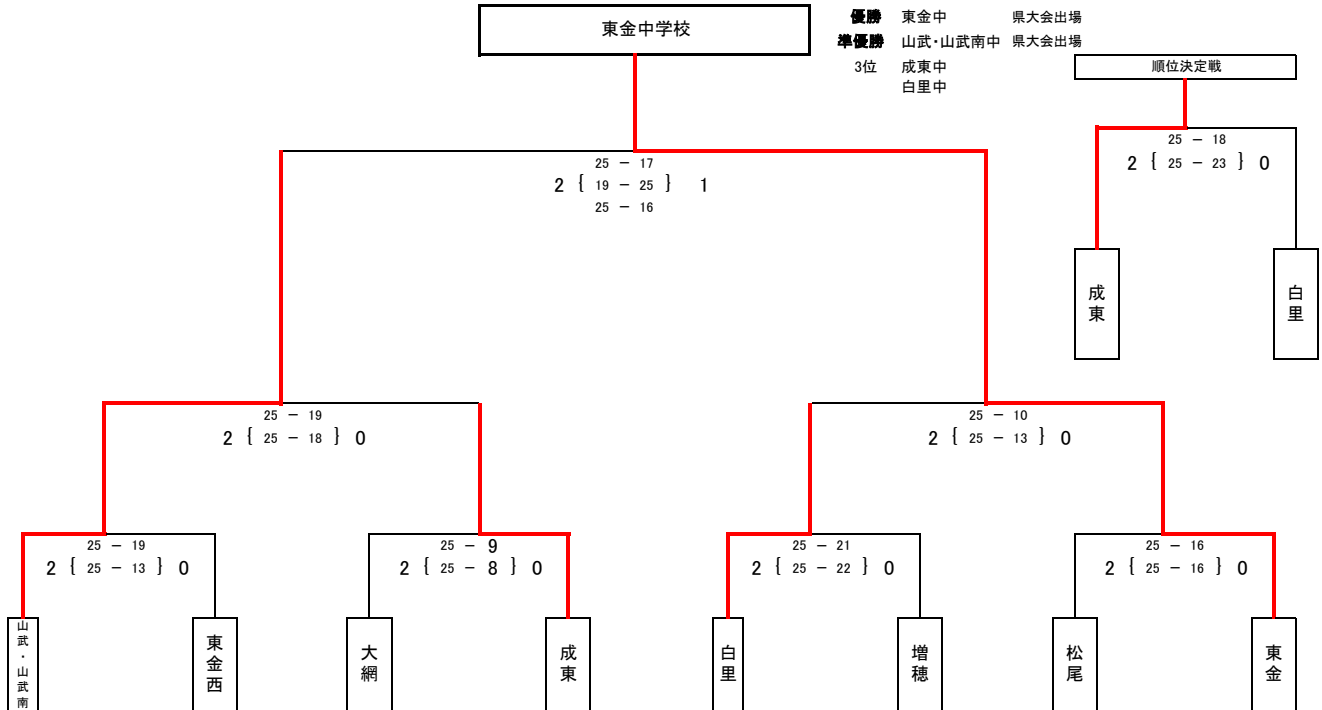 東金中学校
優勝 東金中 県大会出場
準優勝 山武・山武南中 県大会出場
3位 成東中
白里中
順位決定戦
25 － 18
2 { 25 － 23 } 0
成東
白里
25 － 17
2 { 19 － 25 } 1
25 － 16
25 － 19
2 { 25 － 18 } 0
25 － 10
2 { 25 － 13 } 0
25 － 19
2 { 25 － 13 } 0
25 － 9
2 { 25 － 8 } 0
25 － 21
2 { 25 － 22 } 0
25 － 16
2 { 25 － 16 } 0
山武・山武南
東金西
大網
成東
白里
増穂
松尾
東金